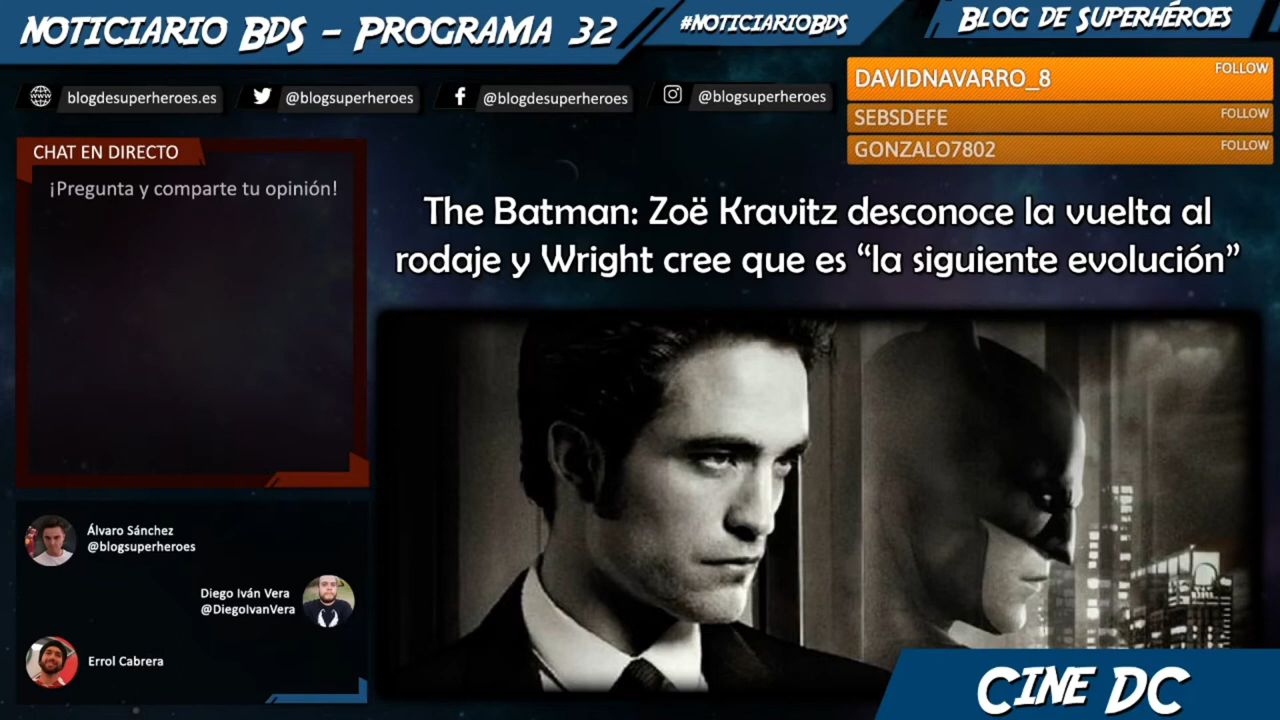 NOTICIARIO BDS - PROGRAMA 32
#NOTICIARIOBDS
BLOG DE SUPERHÉROES
blogdesuperheroes.es
@blogsuperheroes
@blogdesuperheroes
@blogsuperheroes
DAVIDNAVARRO_8
FOLLOW
SEBSDEFE
FOLLOW
GONZALO7802
FOLLOW
CHAT EN DIRECTO
¡Pregunta y comparte tu opinión!
The Batman: Zoë Kravitz desconoce la vuelta al
rodaje y Wright cree que es “la siguiente evolución”
Álvaro Sánchez
@blogsuperheroes
Diego Iván Vera
@DiegoIvanVera
Errol Cabrera
CINE DC